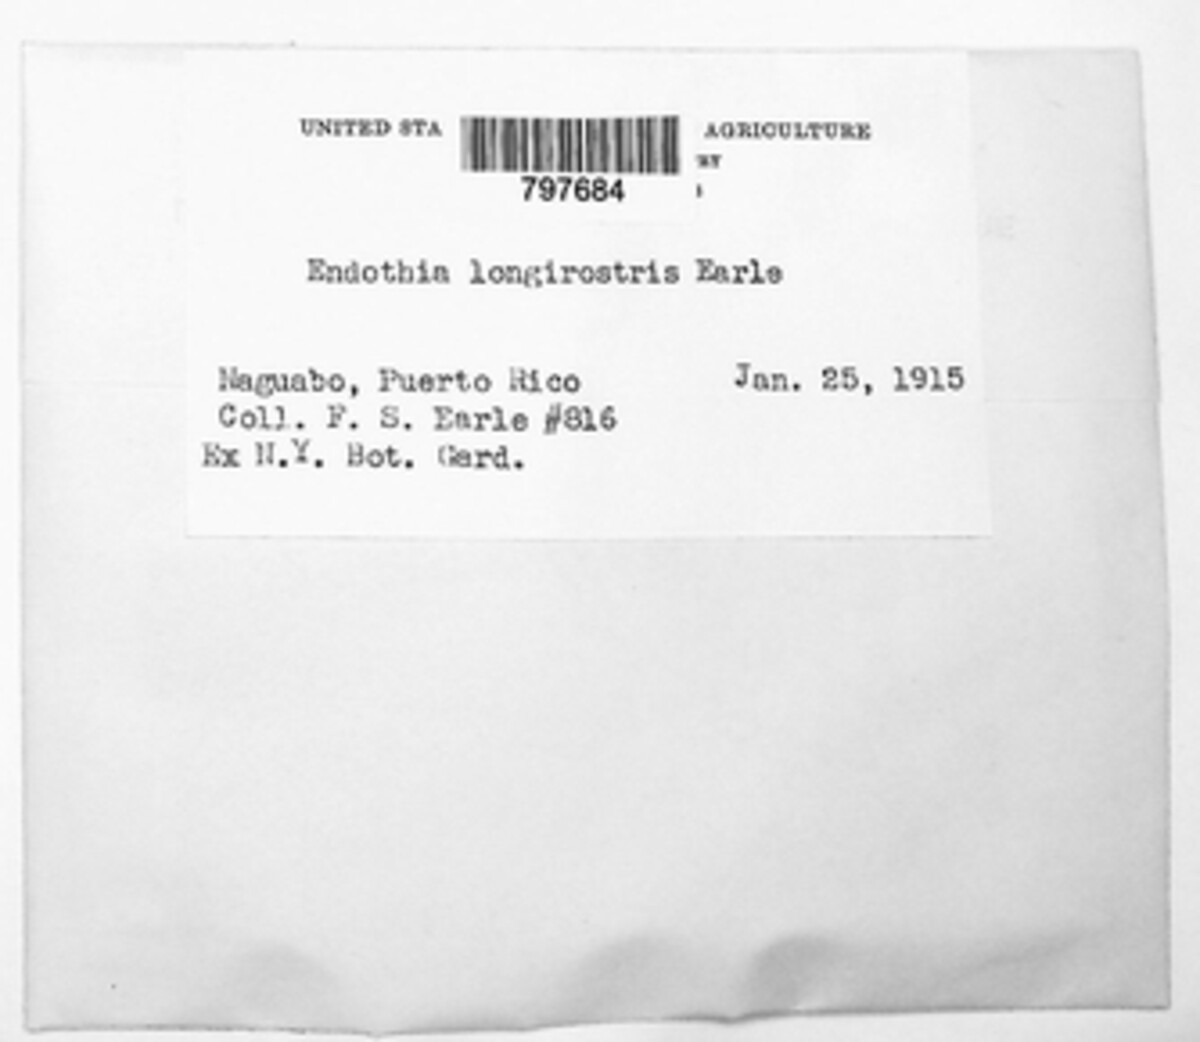 UNITED STA AGRICULTURE
797684
Endothia longirostris Earle
Naguabo, Puerto Rico Jan. 25, 1915
Coll. F. S. Earle #816
Ex N.Y. Bot. Gard.